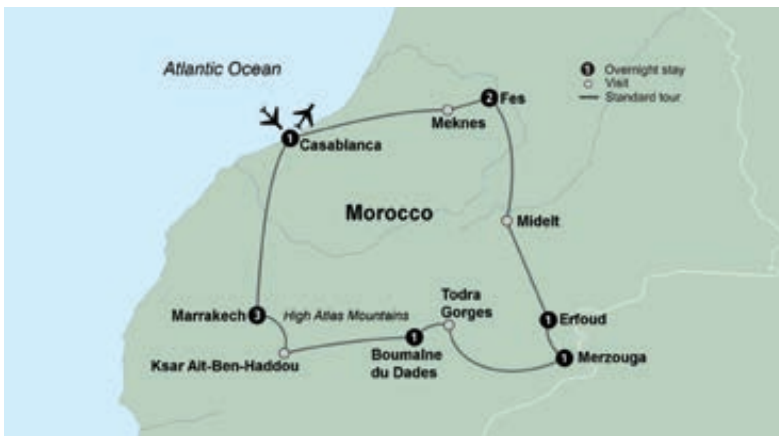 Atlantic Ocean
1 Overnight stay
Visit
Standard tour
2 Fes
Meknes
1 Casablanca
Morocco
Midelt
Todra
Gorges
Marrakech 3
High Atlas Mountains
1 Erfoud
1
Boumalne
du Dades
1 Merzouga
Ksar Ait-Ben-Haddou